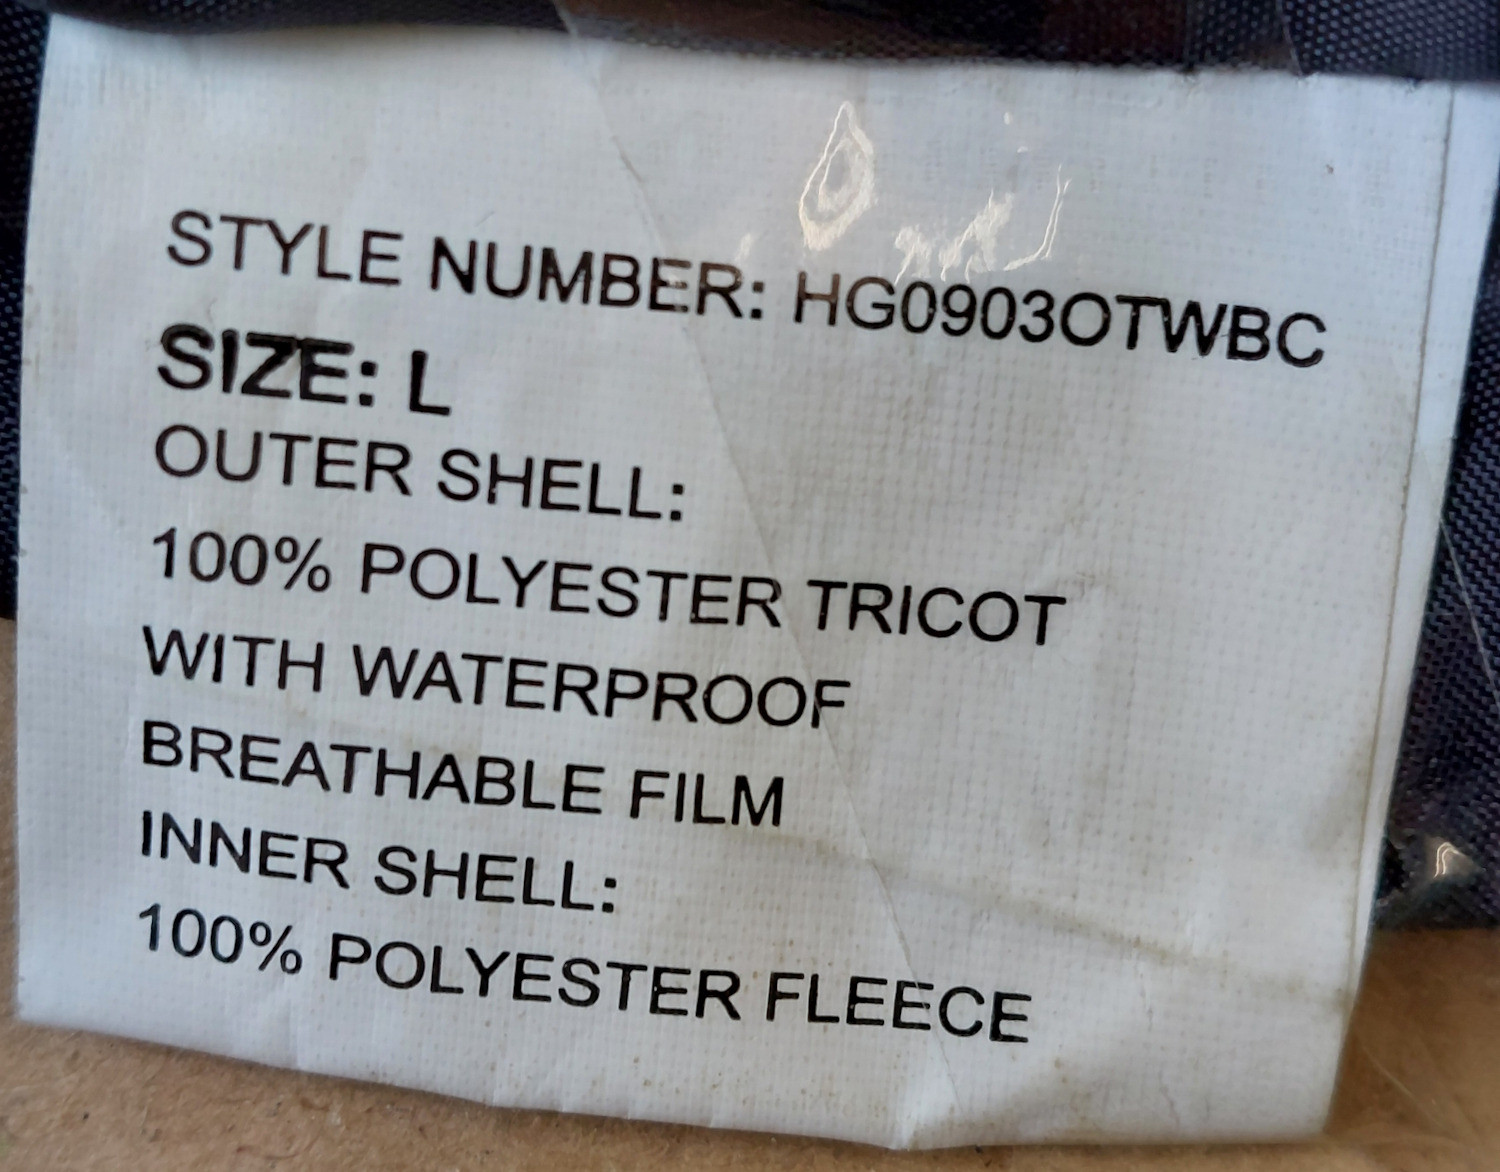 STYLE NUMBER: HG0903OTWBC
SIZE: L
OUTER SHELL:
100% POLYESTER TRICOT
WITH WATERPROOF
BREATHABLE FILM
INNER SHELL:
100% POLYESTER FLEECE